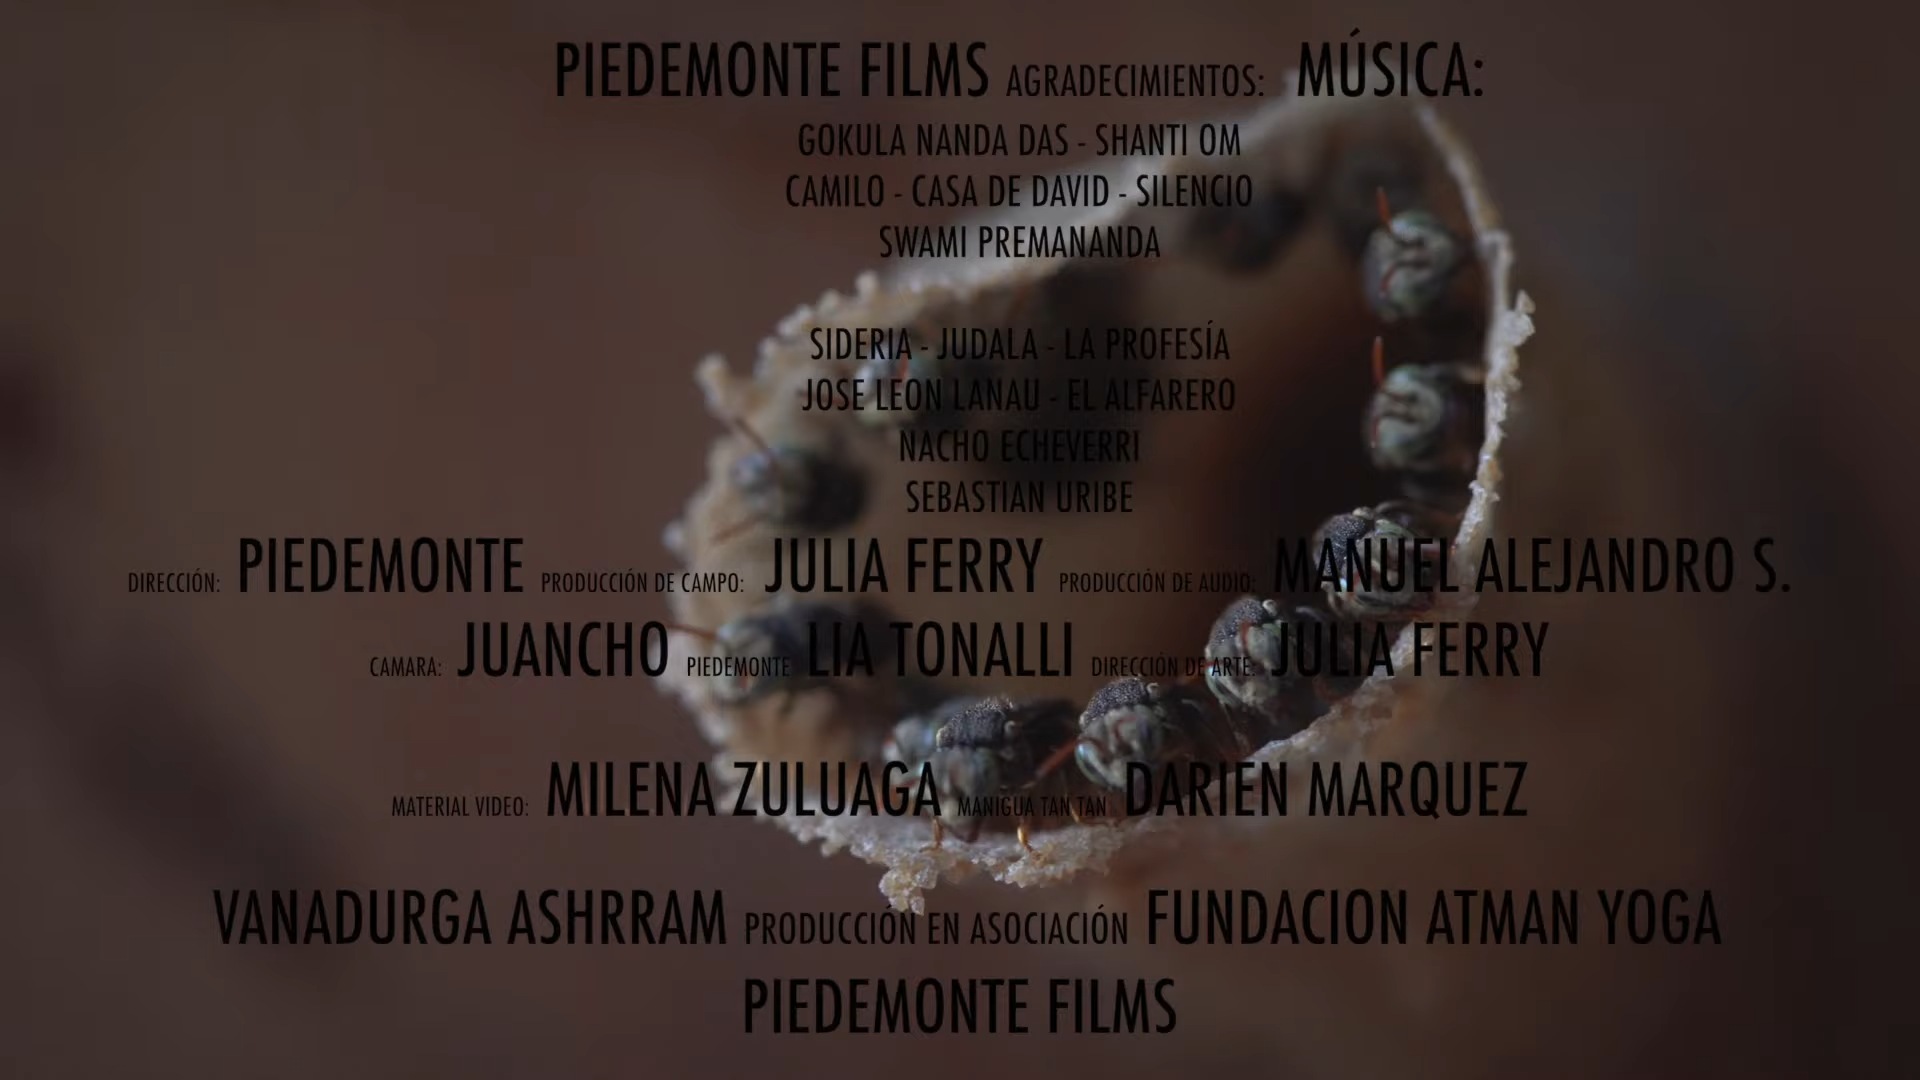 PIEDEMONTE FILMS AGRADECIMIENTOS: MÚSICA:
GOKULA NANDA DAS - SHANTI OM
CAMILO - CASA DE DAVID - SILENCIO
SWAMI PREMANANDA
SIDERIA - JUDALA - LA PROFESÍA
JOSE LEON LANAU - EL ALFARERO
NACHO ECHEVERRI
SEBASTIAN URIBE
DIRECCIÓN: PIEDEMONTE PRODUCCIÓN DE CAMPO: JULIA FERRY PRODUCCIÓN DE AUDIO: MANUEL ALEJANDRO S.
CAMARA: JUANCHO PIEDEMONTE LIA TONALLI DIRECCIÓN DE ARTE: JULIA FERRY
MATERIAL VIDEO: MILENA ZULUAGA MANIGUA TAN TAN DARIEN MARQUEZ
VANADURGA ASHRRAM PRODUCCIÓN EN ASOCIACIÓN FUNDACION ATMAN YOGA
PIEDEMONTE FILMS